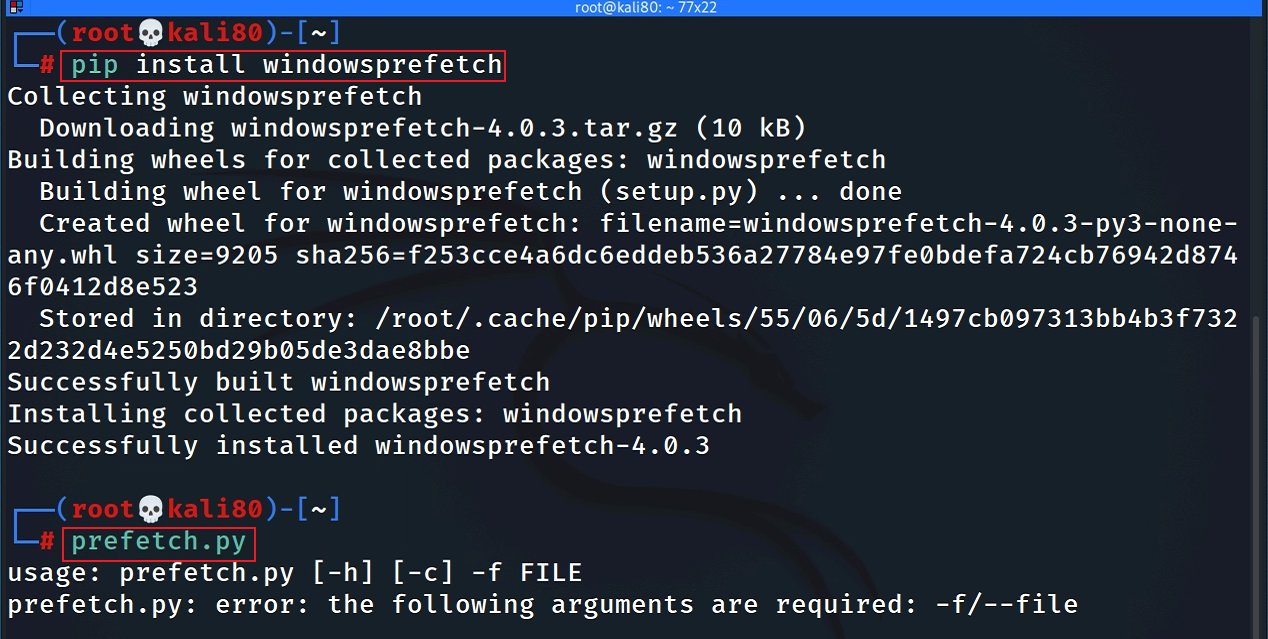 root@kali80: ~ 77x22
┌──(root💀kali80)-[~]
└─# pip install windowsprefetch
Collecting windowsprefetch
  Downloading windowsprefetch-4.0.3.tar.gz (10 kB)
Building wheels for collected packages: windowsprefetch
  Building wheel for windowsprefetch (setup.py) ... done
  Created wheel for windowsprefetch: filename=windowsprefetch-4.0.3-py3-none-
any.whl size=9205 sha256=f253cce4a6dc6eddeb536a27784e97fe0bdefa724cb76942d874
6f0412d8e523
  Stored in directory: /root/.cache/pip/wheels/55/06/5d/1497cb097313bb4b3f732
2d232d4e5250bd29b05de3dae8bbe
Successfully built windowsprefetch
Installing collected packages: windowsprefetch
Successfully installed windowsprefetch-4.0.3
┌──(root💀kali80)-[~]
└─# prefetch.py
usage: prefetch.py [-h] [-c] -f FILE
prefetch.py: error: the following arguments are required: -f/--file